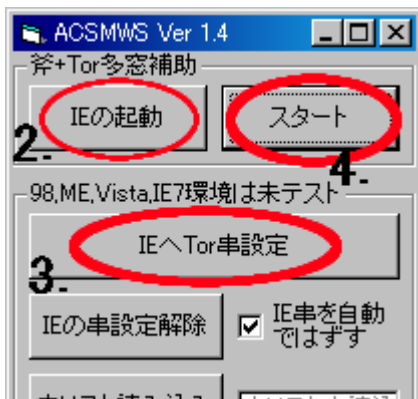 ACSMWS Ver 1.4
斧+Tor多窓補助
IEの起動
スタート
2.
4.
98,ME,Vista,IE7環境は未テスト
IEへTor串設定
3.
IEの串設定解除
IE串を自動
ではずす